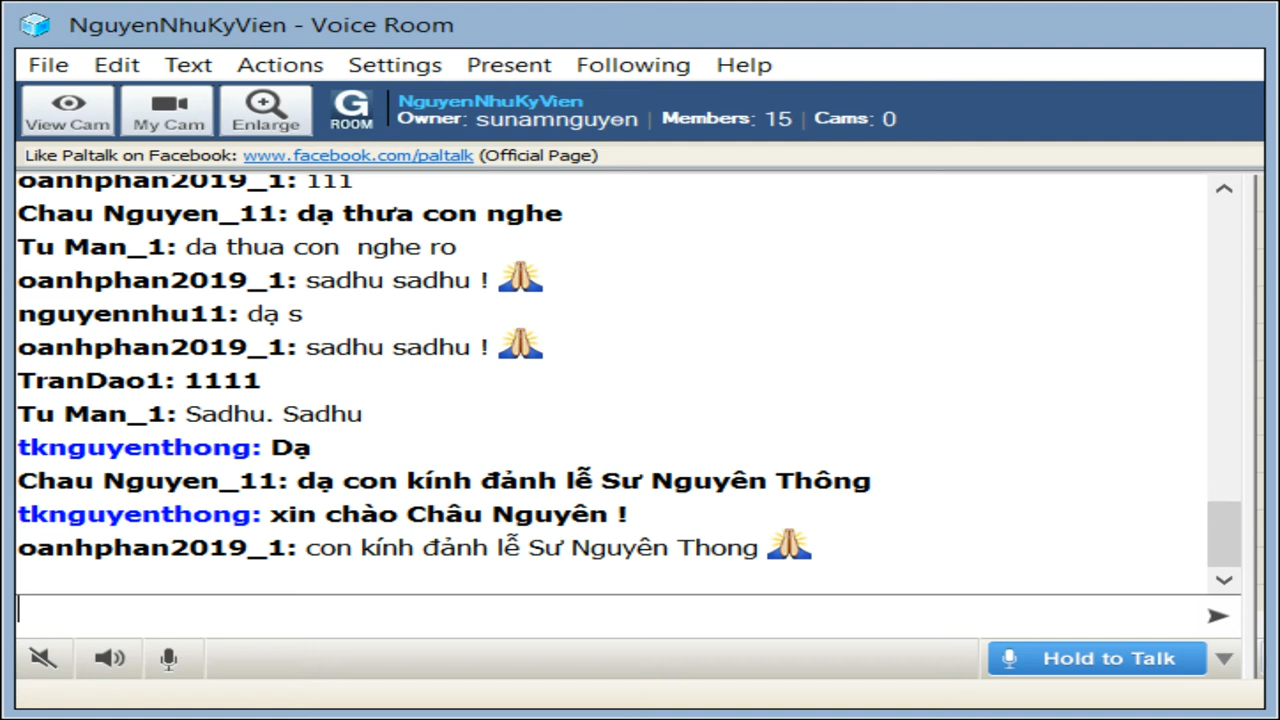 NguyenNhuKyVien - Voice Room
File Edit Text Actions Settings Present Following Help
View Cam My Cam Enlarge G ROOM
NguyenNhuKyVien
Owner: sunamnguyen | Members: 15 | Cams: 0
Like Paltalk on Facebook: www.facebook.com/paltalk (Official Page)
oanhphan2019_1: 111
Chau Nguyen_11: dạ thưa con nghe
Tu Man_1: da thua con  nghe ro
oanhphan2019_1: sadhu sadhu ! 🙏
nguyennhu11: dạ s
oanhphan2019_1: sadhu sadhu ! 🙏
TranDao1: 1111
Tu Man_1: Sadhu. Sadhu
tknguyenthong: Dạ
Chau Nguyen_11: dạ con kính đảnh lễ Sư Nguyên Thông
tknguyenthong: xin chào Châu Nguyên !
oanhphan2019_1: con kính đảnh lễ Sư Nguyên Thong 🙏
Hold to Talk